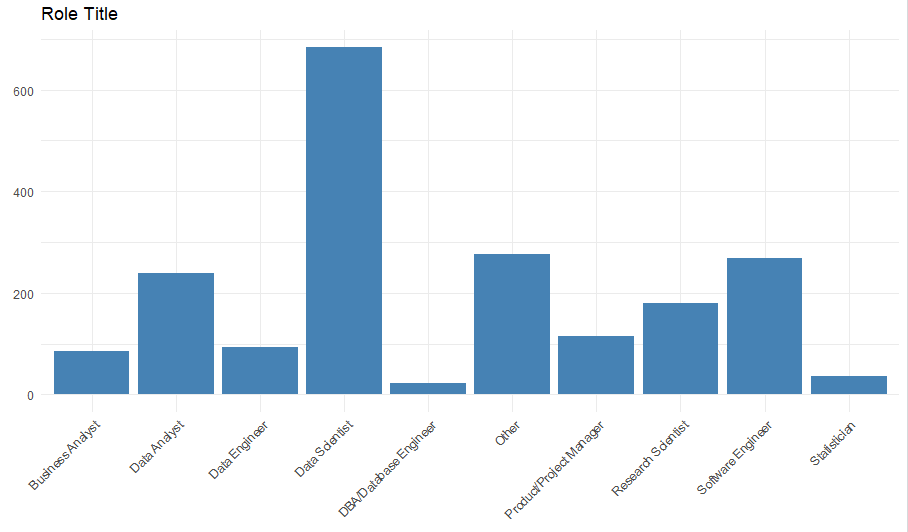 Role Title
600
400
200
0
Business Analyst
Data Analyst
Data Engineer
Data Scientist
DBA/Database Engineer
Other
Product/Project Manager
Research Scientist
Software Engineer
Statistician